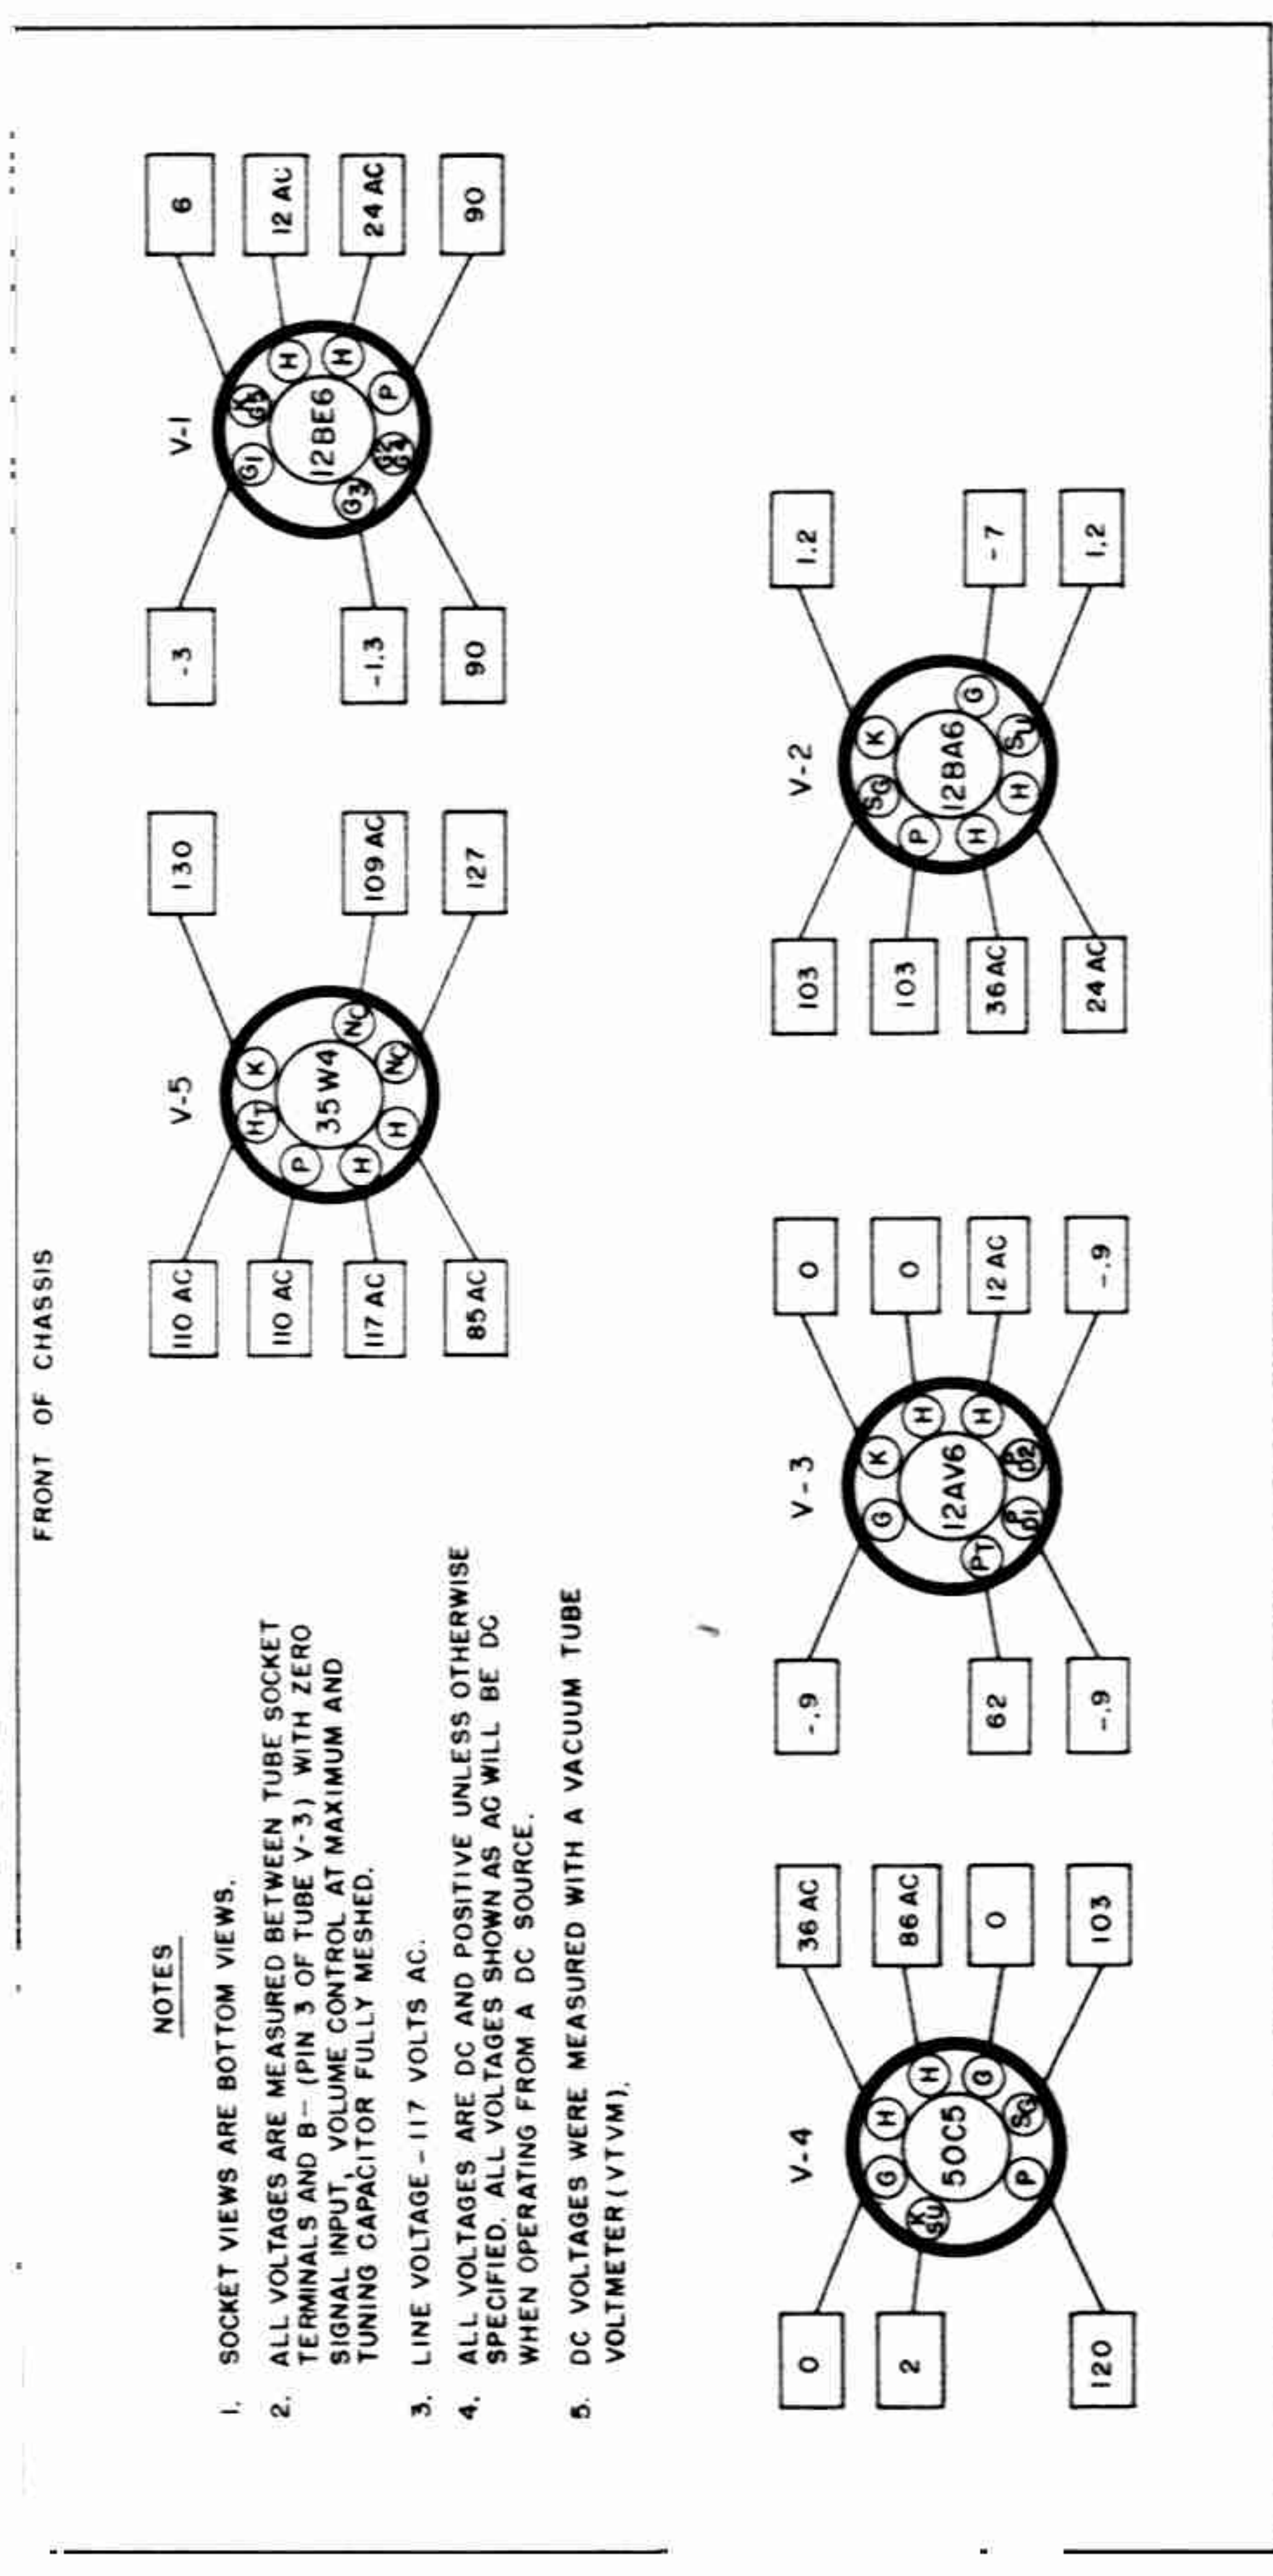 FRONT OF CHASSIS
NOTES
1. SOCKET VIEWS ARE BOTTOM VIEWS.
2. ALL VOLTAGES ARE MEASURED BETWEEN TUBE SOCKET
TERMINALS AND B- (PIN 3 OF TUBE V-3) WITH ZERO
SIGNAL INPUT, VOLUME CONTROL AT MAXIMUM AND
TUNING CAPACITOR FULLY MESHED.
3. LINE VOLTAGE - 117 VOLTS AC.
4. ALL VOLTAGES ARE DC AND POSITIVE UNLESS OTHERWISE
SPECIFIED. ALL VOLTAGES SHOWN AS AC WILL BE DC
WHEN OPERATING FROM A DC SOURCE.
5. DC VOLTAGES WERE MEASURED WITH A VACUUM TUBE
VOLTMETER (VTVM).
V-5
110 AC
110 AC
117 AC
85 AC
HT
K
P
NC
H
NC
H
35W4
130
109 AC
127
V-1
-3
-1.3
90
G1
K
G5
H
H
G3
G2
G4
P
12BE6
6
12 AC
24 AC
90
V-4
0
2
120
G
H
K
SU
H
G
P
SG
50C5
36 AC
86 AC
0
103
V-3
-.9
62
-.9
G
K
H
H
PT
P
D1
P
D2
12AV6
0
0
12 AC
-.9
V-2
103
103
36 AC
24 AC
SG
K
P
G
H
H
SU
12BA6
1.2
-7
1.2